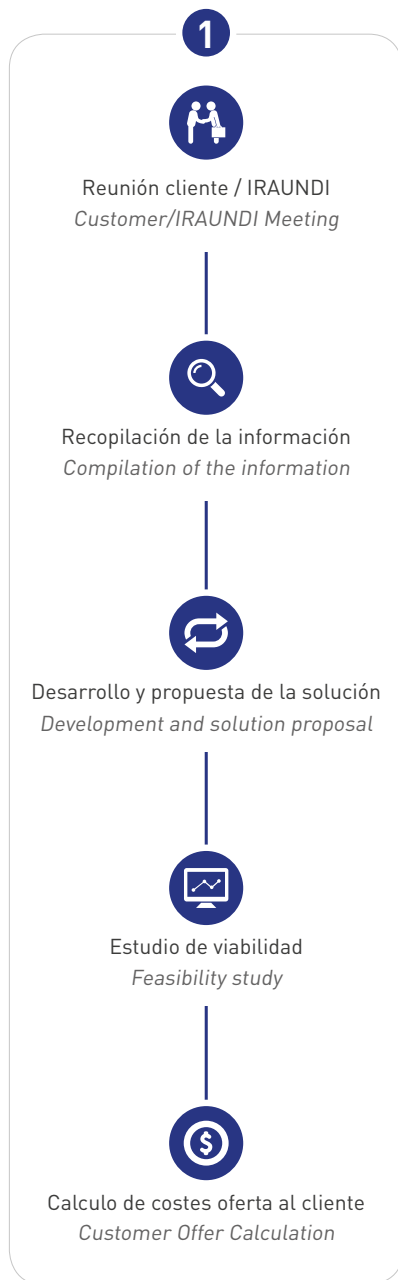 1
Reunión cliente / IRAUNDI
Customer/IRAUNDI Meeting
Recopilación de la información
Compilation of the information
Desarrollo y propuesta de la solución
Development and solution proposal
Estudio de viabilidad
Feasibility study
$
Calculo de costes oferta al cliente
Customer Offer Calculation